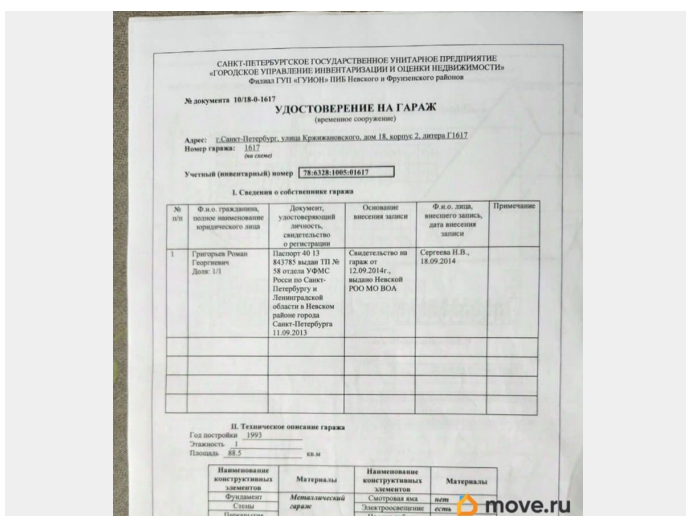 САНКТ-ПЕТЕРБУРГСКОЕ ГОСУДАРСТВЕННОЕ УНИТАРНОЕ ПРЕДПРИЯТИЕ
«ГОРОДСКОЕ УПРАВЛЕНИЕ ИНВЕНТАРИЗАЦИИ И ОЦЕНКИ НЕДВИЖИМОСТИ»
Филиал ГУП «ГУИОН» ПИБ Невского и Фрунзенского районов
№ документа 10/18-0-1617
УДОСТОВЕРЕНИЕ НА ГАРАЖ
(временное сооружение)
Адрес: г.Санкт-Петербург, улица Кржижановского, дом 18, корпус 2, литера Г1617
Номер гаража: 1617
(на схеме)
Учетный (инвентарный) номер 78:6328:1005:01617
I. Сведения о собственнике гаража
№ п/п
Ф.и.о. гражданина,
полное наименование
юридического лица
Документ,
удостоверяющий
личность,
свидетельство
о регистрации
Основание
внесения записи
Ф.и.о. лица,
внесшего запись,
дата внесения
записи
Примечание
1
Григорьев Роман
Георгиевич
Доля: 1/1
Паспорт 40 13
843785 выдан ТП №
58 отдела УФМС
Росси по Санкт-
Петербургу и
Ленинградской
области в Невском
районе города
Санкт-Петербурга
11.09.2013
Свидетельство на
гараж от
12.09.2014г.,
выдано Невской
РОО МО ВОА
Сергеева Н.В.,
18.09.2014
II. Техническое описание гаража
Год постройки 1993
Этажность 1
Площадь 88.5 кв.м
Наименование
конструктивных
элементов
Материалы
Наименование
конструктивных
элементов
Материалы
Фундамент
Металлический
гараж
Смотровая яма
нет
Стены
Электроосвещение
есть
move.ru